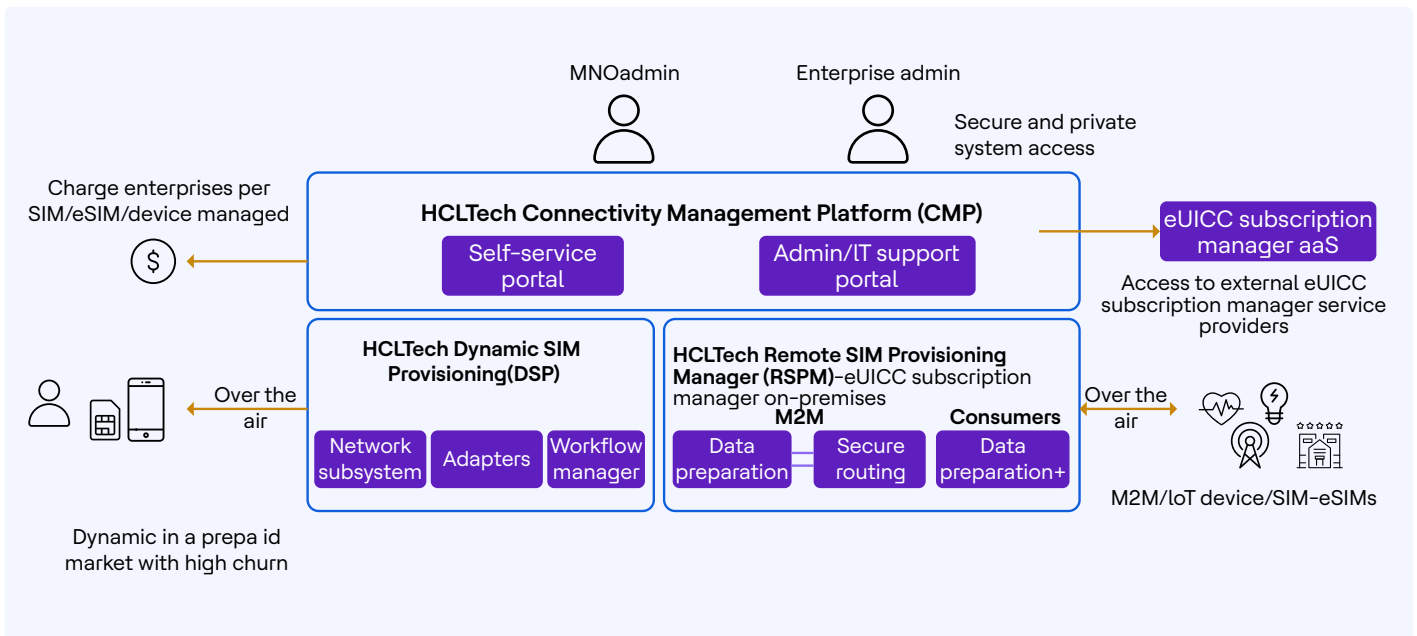 MNOadmin
Enterprise admin
Secure and private
system access
Charge enterprises per
SIM/eSIM/device managed
$
HCLTech Connectivity Management Platform (CMP)
Self-service
portal
Admin/IT support
portal
eUICC subscription
manager aaS
Access to external eUICC
subscription manager service
providers
HCLTech Dynamic SIM
Provisioning(DSP)
Over the
air
Network
subsystem
Adapters
Workflow
manager
Dynamic in a prepa id
market with high churn
HCLTech Remote SIM Provisioning
Manager (RSPM)-eUICC subscription
manager on-premises
M2M
Consumers
Data
preparation
Secure
routing
Data
preparation+
Over the
air
M2M/IoT device/SIM-eSIMs